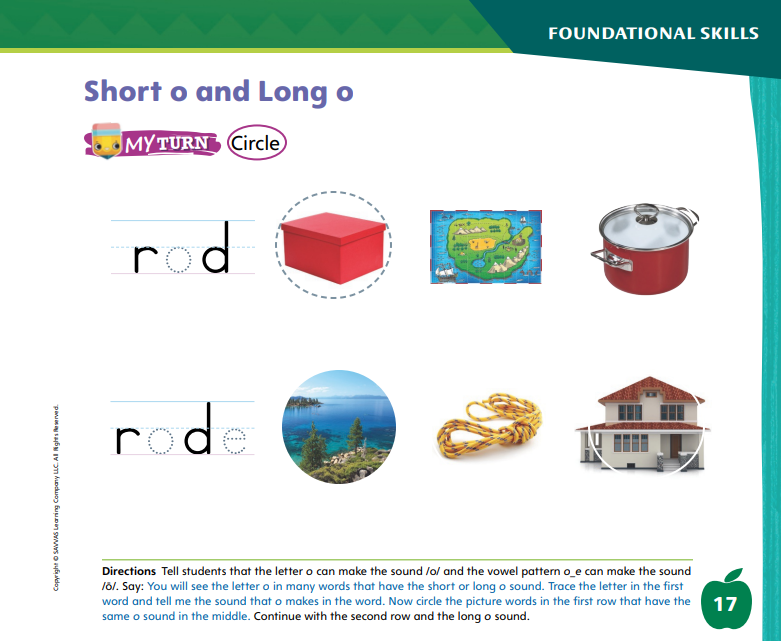 FOUNDATIONAL SKILLS
Short o and Long o
MY TURN Circle
rod
rode
Directions Tell students that the letter o can make the sound /o/ and the vowel pattern o_e can make the sound
/ō/. Say: You will see the letter o in many words that have the short or long o sound. Trace the letter in the first
word and tell me the sound that o makes in the word. Now circle the picture words in the first row that have the
same o sound in the middle. Continue with the second row and the long o sound.
17
Copyright © SAVVAS Learning Company LLC. All Rights Reserved.